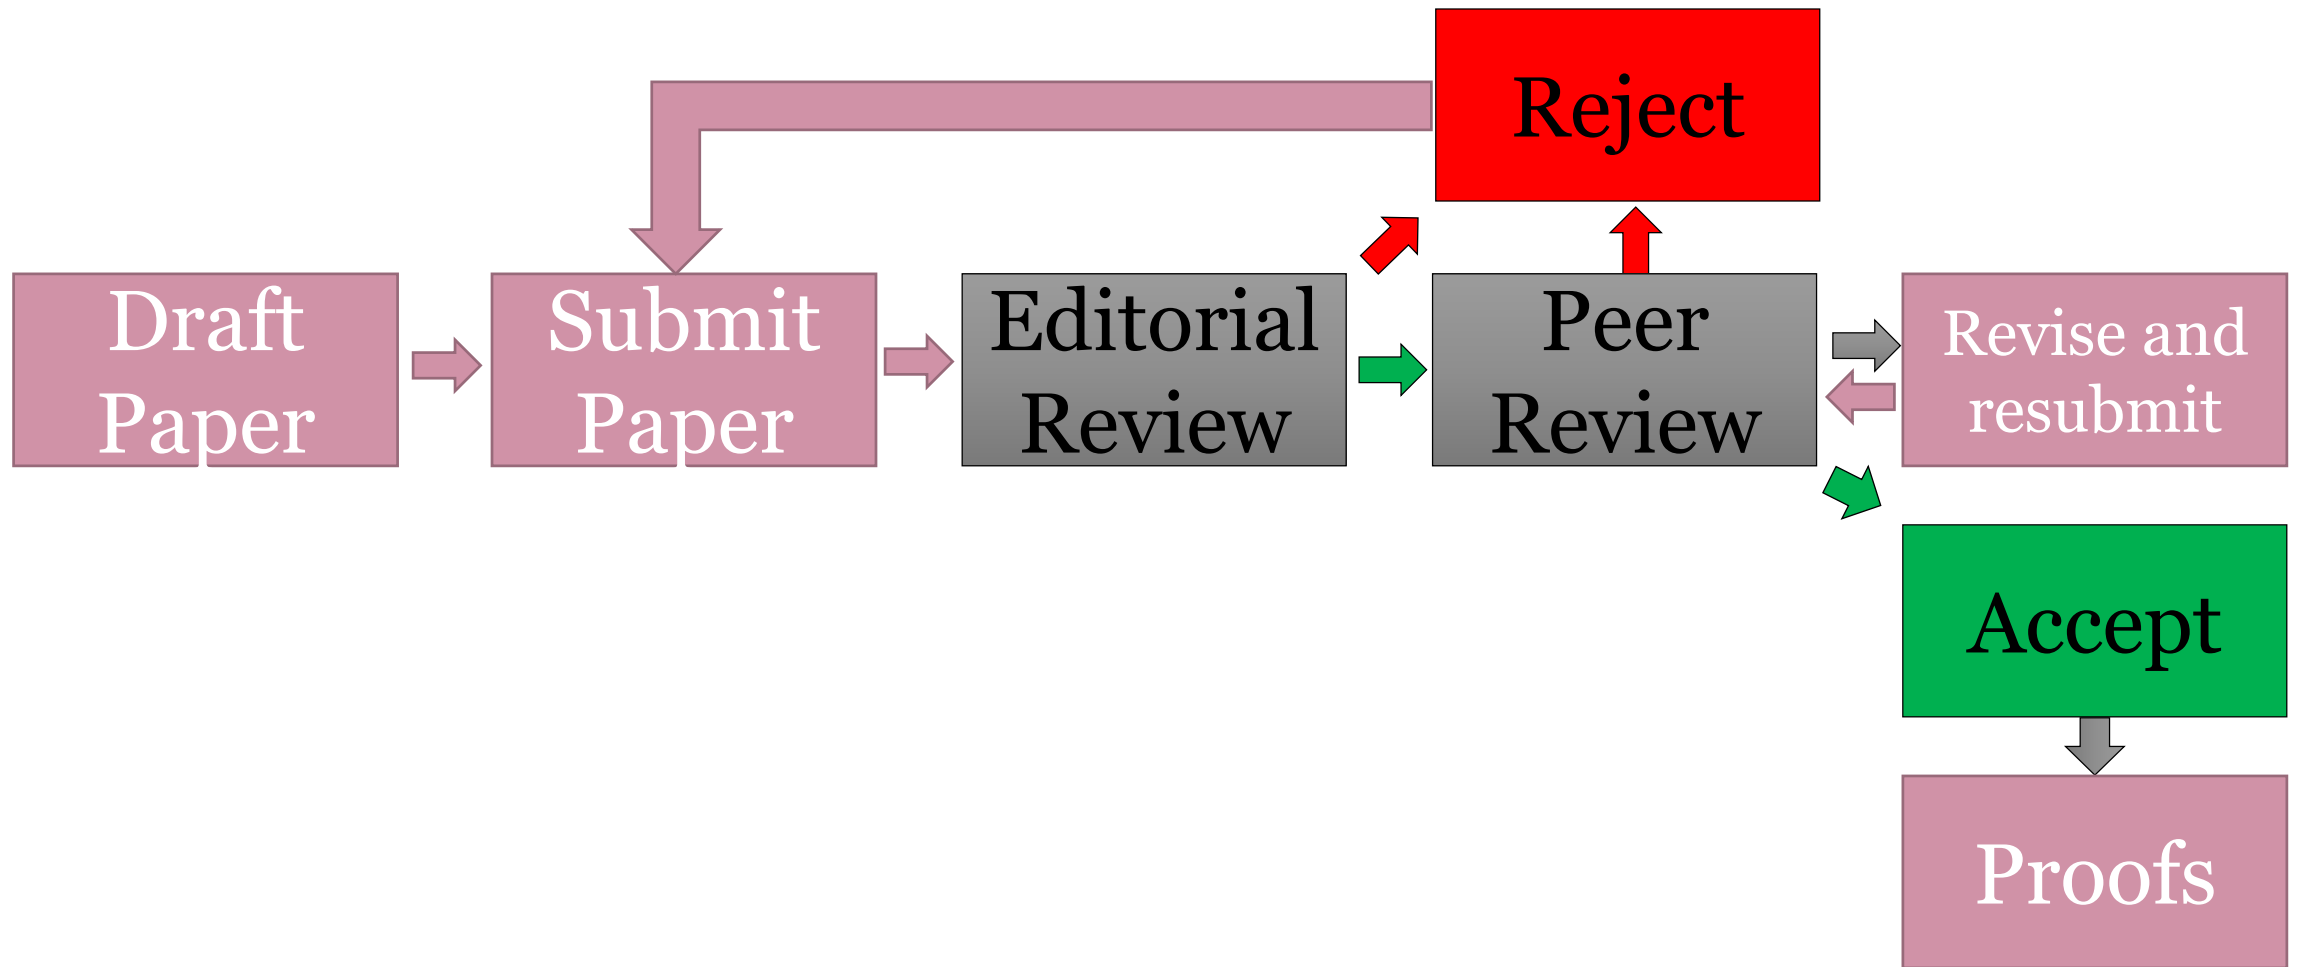 Reject
Draft
Paper
Submit
Paper
Editorial
Review
Peer
Review
Revise and
resubmit
Accept
Proofs